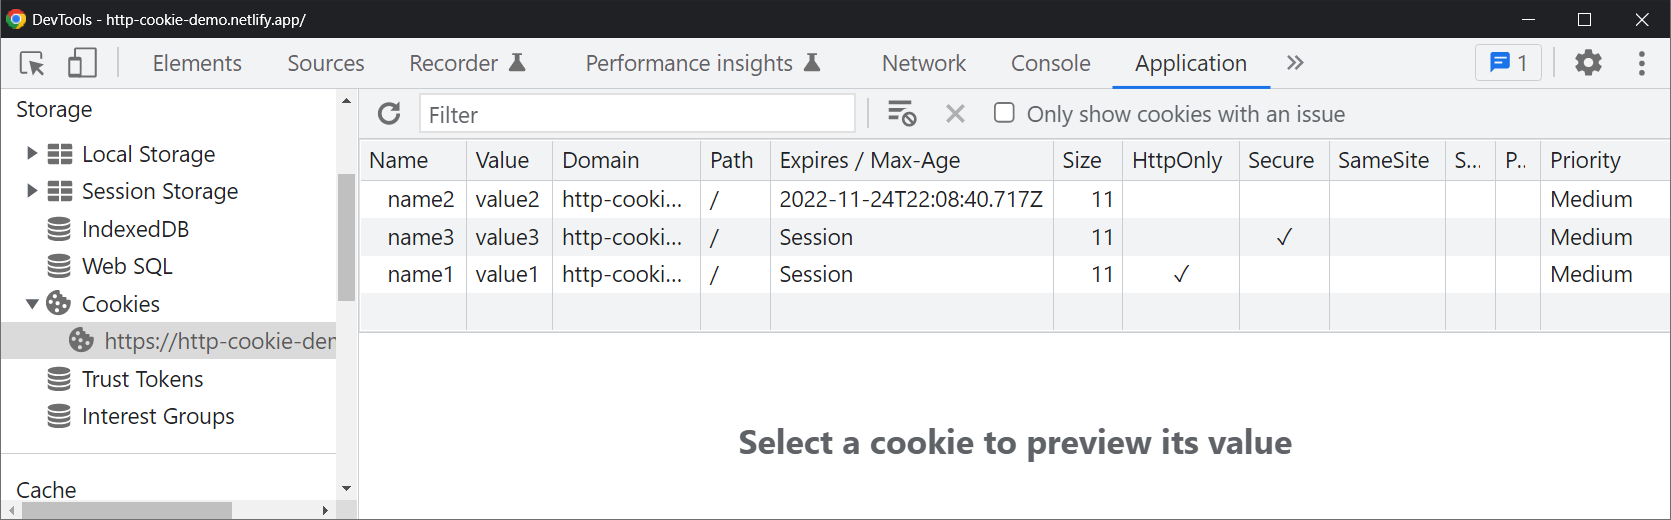 DevTools - http-cookie-demo.netlify.app/
Elements Sources Recorder Performance insights Network Console Application 1
Storage
Local Storage
Session Storage
IndexedDB
Web SQL
Cookies
https://http-cookie-der
Trust Tokens
Interest Groups
Cache
Filter Only show cookies with an issue
Name Value Domain Path Expires / Max-Age Size HttpOnly Secure SameSite S... P.. Priority
name2 value2 http-cooki... / 2022-11-24T22:08:40.717Z 11 Medium
name3 value3 http-cooki... / Session 11 ✓ Medium
name1 value1 http-cooki... / Session 11 ✓ Medium
Select a cookie to preview its value